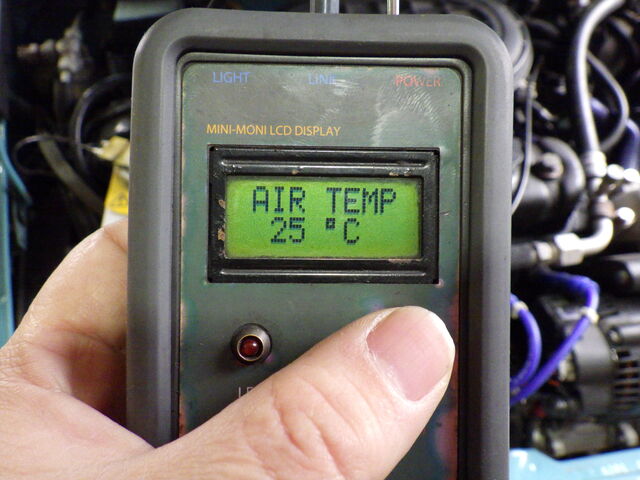 LIGHT LINE POWER
MINI-MONI LCD DISPLAY
AIR TEMP
25 °C